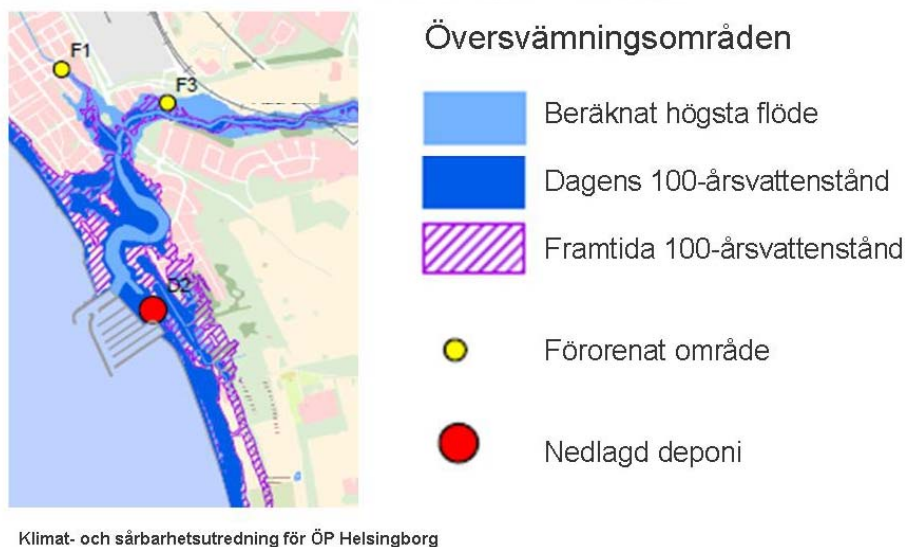 F1
F3
D2
Översvämningsområden
Beräknat högsta flöde
Dagens 100-årsvattenstånd
Framtida 100-årsvattenstånd
Förorenat område
Nedlagd deponi
Klimat- och sårbarhetsutredning för ÖP Helsingborg